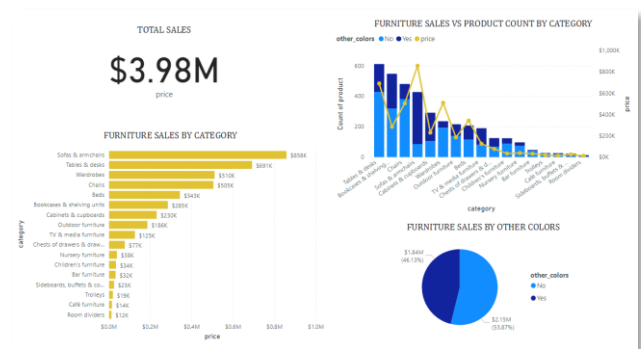 TOTAL SALES
$3.98M
price
FURNITURE SALES BY CATEGORY
category
Sofas & armchairs $858K
Tables & desks $691K
Wardrobes $510K
Chairs $505K
Beds $343K
Bookcases & shelving units $285K
Cabinets & cupboards $230K
Outdoor furniture $186K
TV & media furniture $125K
Chests of drawers & draw... $77K
Nursery furniture $38K
Children's furniture $34K
Bar furniture $32K
Sideboards, buffets & co...
Trolleys $19K
Café furniture $14K
Room dividers $12K
$0.0M $0.2M $0.4M $0.6M $0.8M $1.0M
price
FURNITURE SALES VS PRODUCT COUNT BY CATEGORY
other_colors No Yes price
Count of product
600
400
200
0
$1,000K
$800K
$600K
$400K
$200K
$0K
price
Tables & desks
Bookcases & shelving...
Chairs
Sofas & armchairs
Cabinets & cupboards
Wardrobes
Outdoor furniture
Beds
TV & media furniture
Chests of drawers & d...
Children's furniture
Nursery furniture
Bar furniture
Trolleys
Café furniture
Sideboards, buffets &...
Room dividers
category
FURNITURE SALES BY OTHER COLORS
$1.84M
(46.13%)
$2.15M
(53.87%)
other_colors
No
Yes